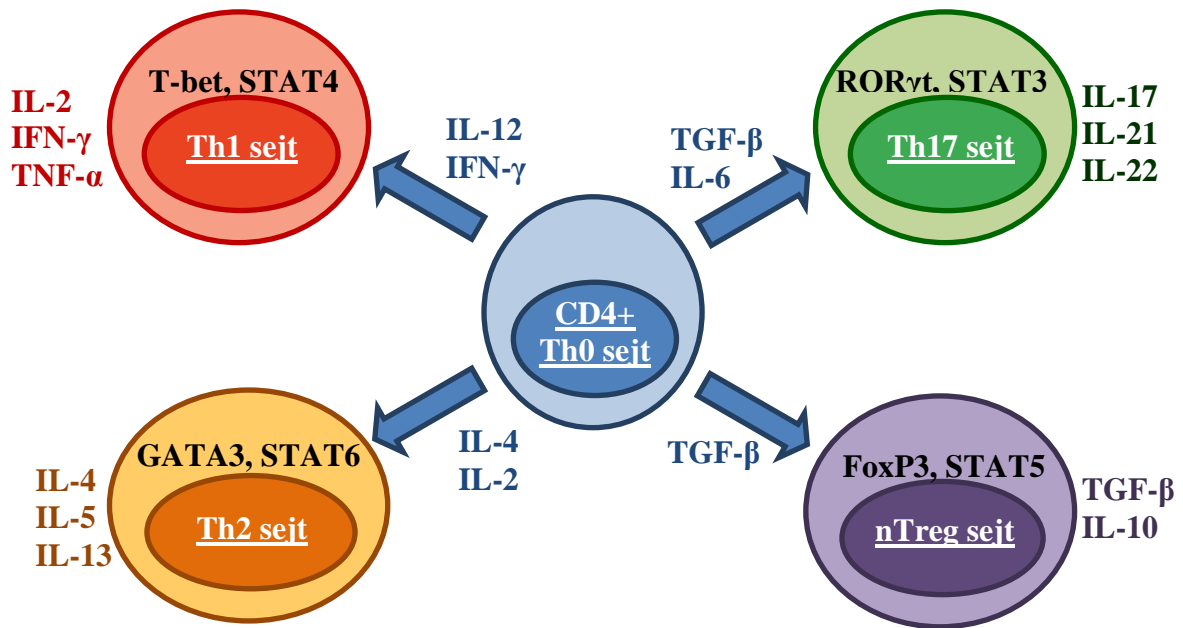 T-bet, STAT4
Th1 sejt
IL-2
IFN-γ
TNF-α
IL-12
IFN-γ
TGF-β
IL-6
RORγt, STAT3
Th17 sejt
IL-17
IL-21
IL-22
CD4+
Th0 sejt
GATA3, STAT6
Th2 sejt
IL-4
IL-5
IL-13
IL-4
IL-2
TGF-β
FoxP3, STAT5
nTreg sejt
TGF-β
IL-10